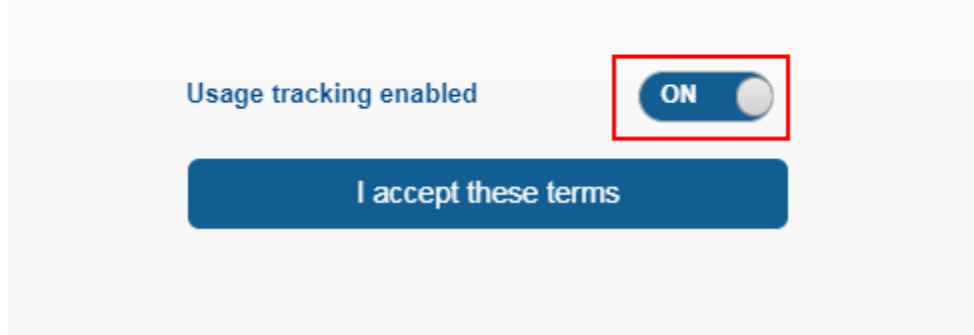 Usage tracking enabled ON
I accept these terms